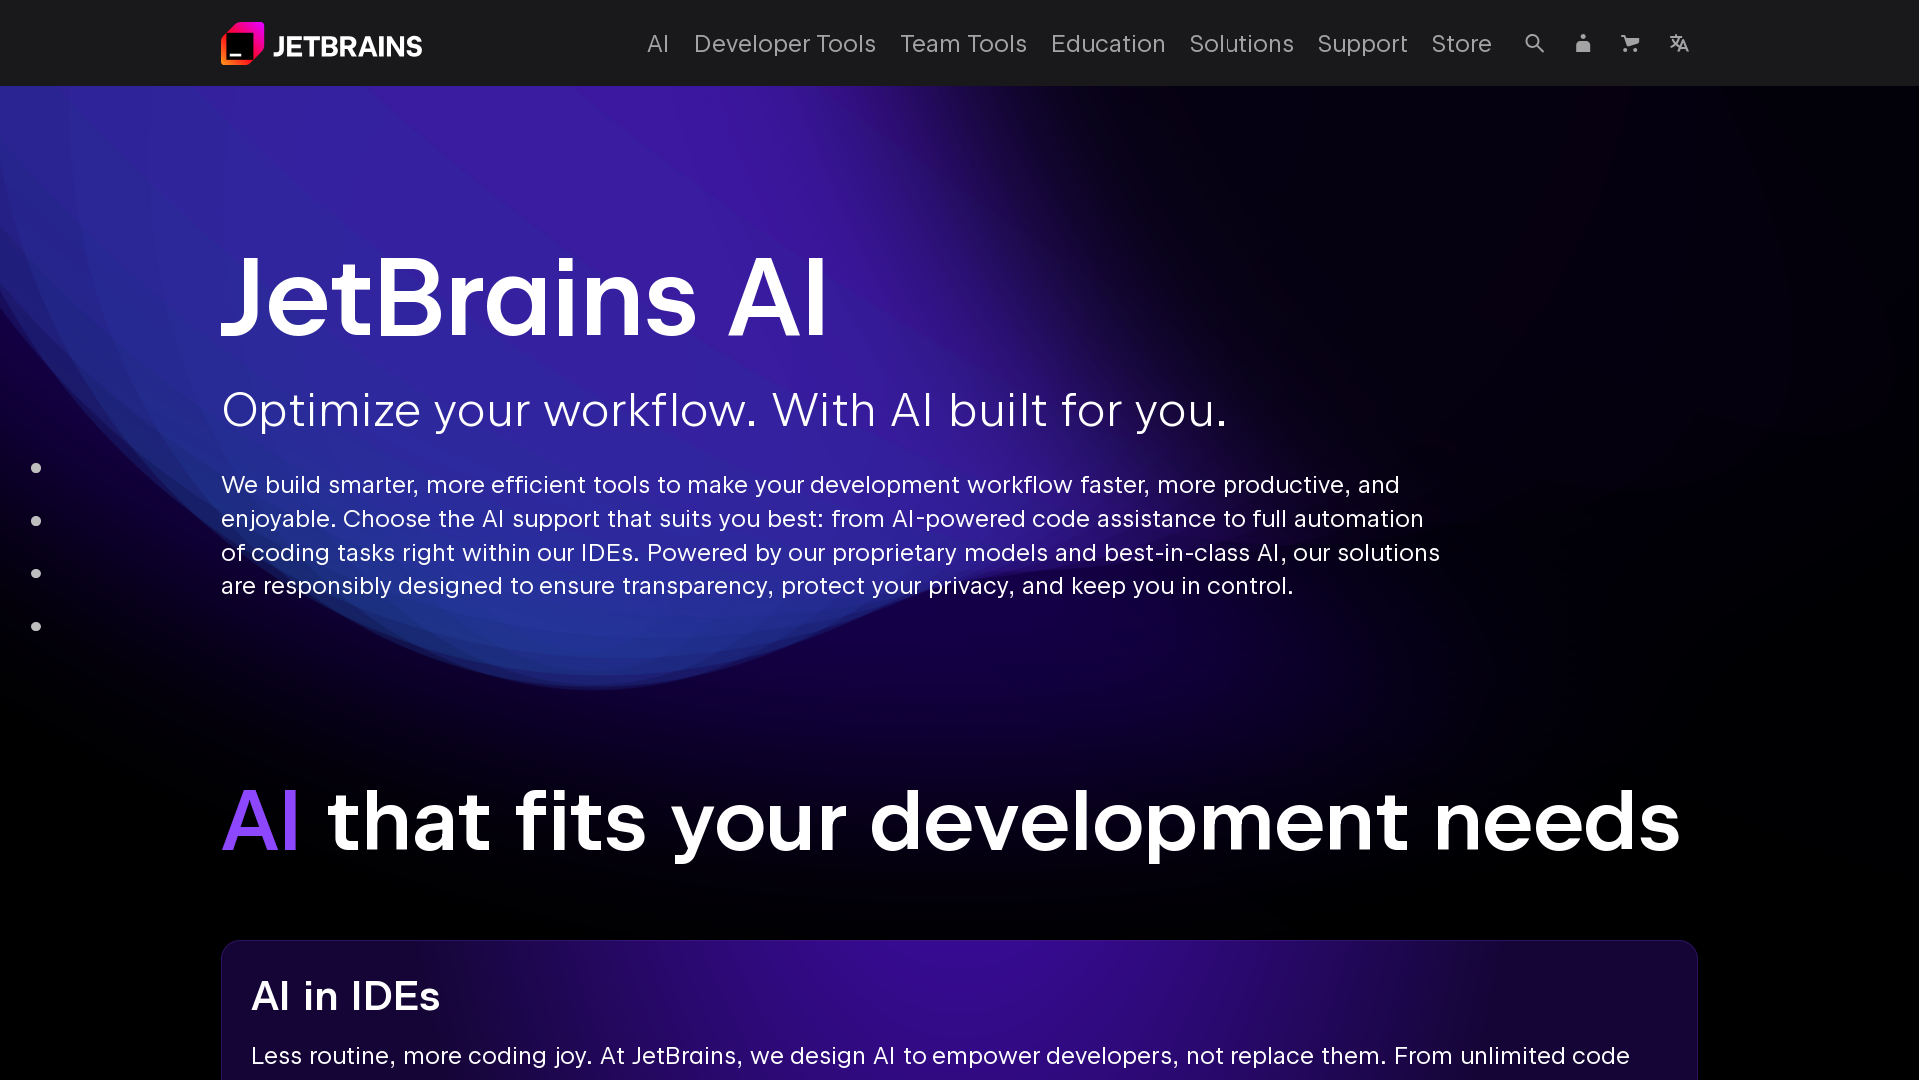 JETBRAINS
AI Developer Tools Team Tools Education Solutions Support Store
JetBrains AI
Optimize your workflow. With AI built for you.
We build smarter, more efficient tools to make your development workflow faster, more productive, and
enjoyable. Choose the AI support that suits you best: from AI-powered code assistance to full automation
of coding tasks right within our IDEs. Powered by our proprietary models and best-in-class AI, our solutions
are responsibly designed to ensure transparency, protect your privacy, and keep you in control.
AI that fits your development needs
AI in IDEs
Less routine, more coding joy. At JetBrains, we design AI to empower developers, not replace them. From unlimited code